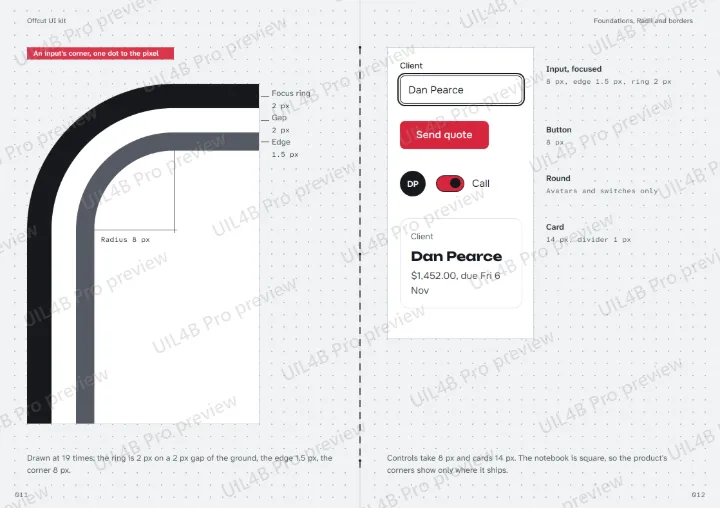 Offcut UI kit
Foundations, Radii and borders
An input's corner, one dot to the pixel
Focus ring
2 px
Gap
2 px
Edge
1.5 px
Radius 8 px
Drawn at 19 times: the ring is 2 px on a 2 px gap of the ground, the edge 1.5 px, the
corner 8 px.
011
Client
Dan Pearce
Send quote
DP
Call
Client
Dan Pearce
$1,452.00, due Fri 6
Nov
Input, focused
8 px, edge 1.5 px, ring 2 px
Button
8 px
Round
Avatars and switches only
Card
14 px, divider 1 px
Controls take 8 px and cards 14 px. The notebook is square, so the product's
corners show only where it ships.
012
UIL4B Pro preview